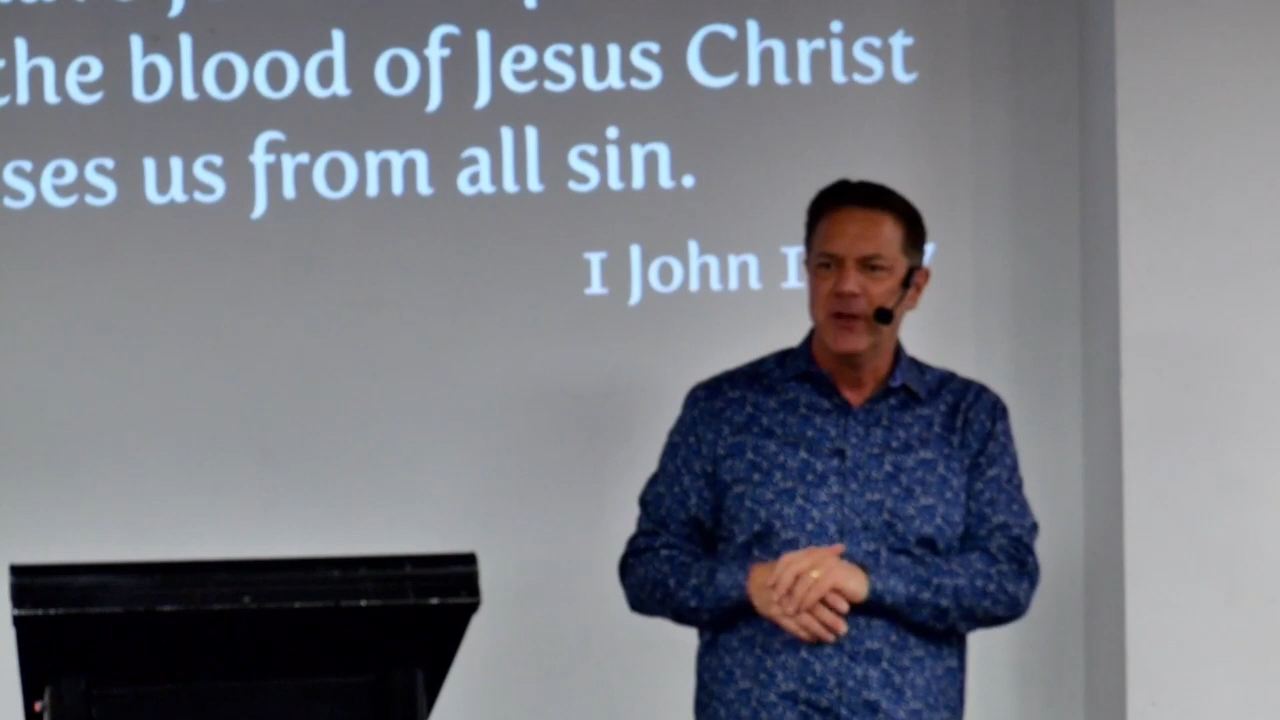 the blood of Jesus Christ
ses us from all sin.
I John I